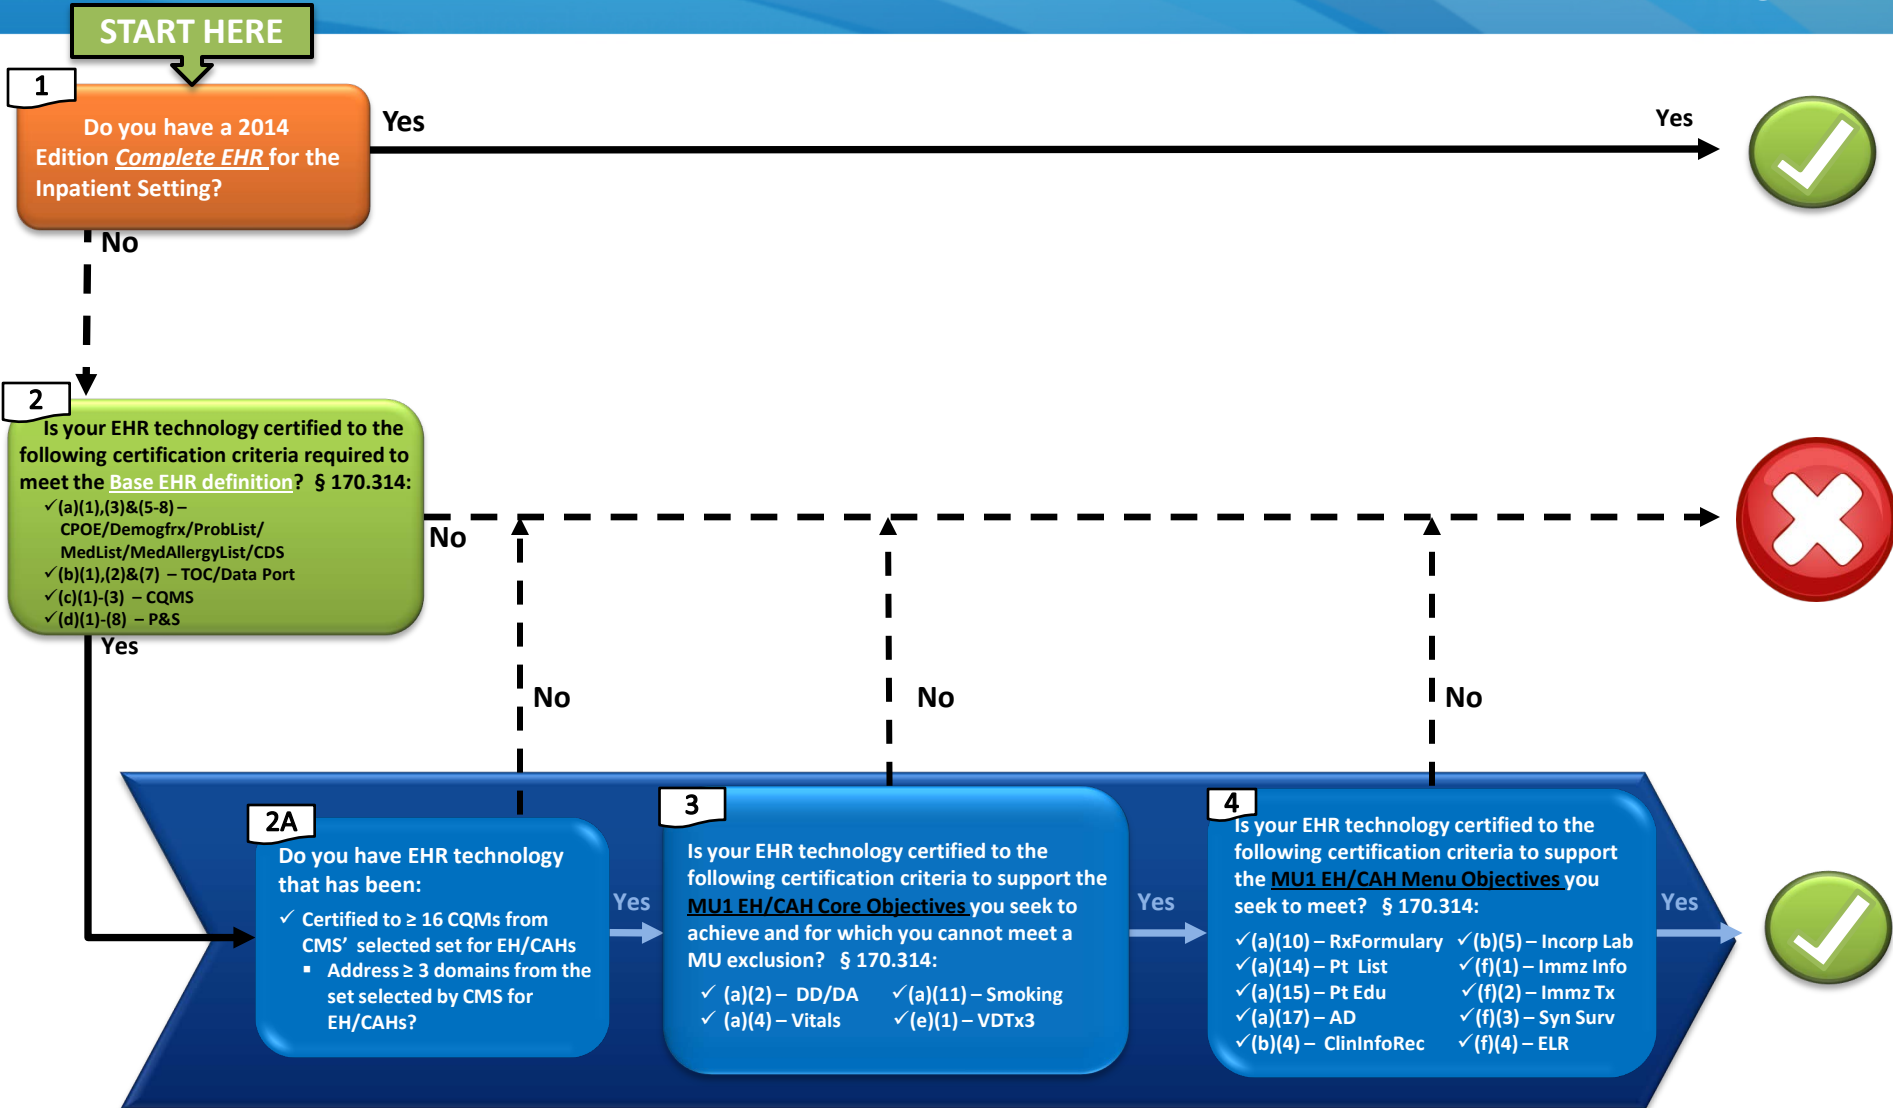 START HERE
1
Do you have a 2014
Edition Complete EHR for the
Inpatient Setting?
Yes
Yes
No
2
Is your EHR technology certified to the
following certification criteria required to
meet the Base EHR definition? § 170.314:
✓(a)(1),(3)&(5-8) –
CPOE/Demogfrx/ProbList/
MedList/MedAllergyList/CDS
✓(b)(1),(2)&(7) – TOC/Data Port
✓(c)(1)-(3) – CQMS
✓(d)(1)-(8) – P&S
No
Yes
No
No
No
2A
Do you have EHR technology
that has been:
✓ Certified to ≥ 16 CQMs from
CMS’ selected set for EH/CAHs
▪ Address ≥ 3 domains from the
set selected by CMS for
EH/CAHs?
Yes
3
Is your EHR technology certified to the
following certification criteria to support the
MU1 EH/CAH Core Objectives you seek to
achieve and for which you cannot meet a
MU exclusion? § 170.314:
✓ (a)(2) – DD/DA ✓(a)(11) – Smoking
✓ (a)(4) – Vitals ✓(e)(1) – VDTx3
Yes
4
Is your EHR technology certified to the
following certification criteria to support
the MU1 EH/CAH Menu Objectives you
seek to meet? § 170.314:
✓(a)(10) – RxFormulary ✓(b)(5) – Incorp Lab
✓(a)(14) – Pt List ✓(f)(1) – Immz Info
✓(a)(15) – Pt Edu ✓(f)(2) – Immz Tx
✓(a)(17) – AD ✓(f)(3) – Syn Surv
✓(b)(4) – ClinInfoRec ✓(f)(4) – ELR
Yes